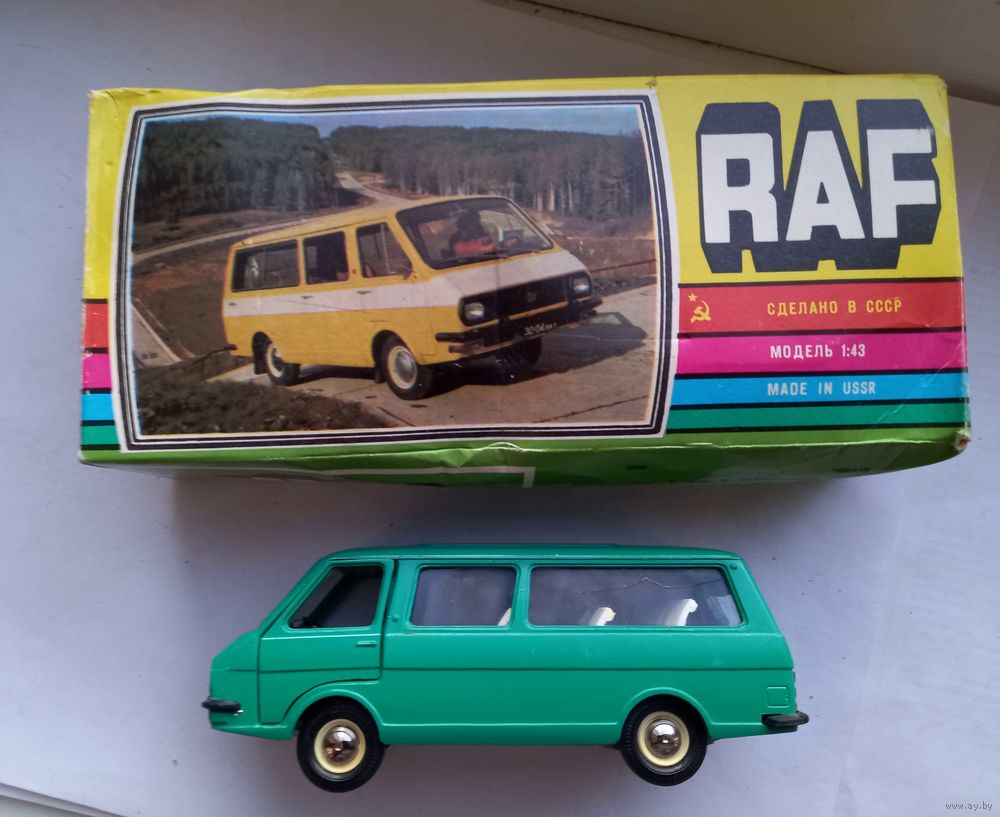 RAF
СДЕЛАНО В СССР
МОДЕЛЬ 1:43
MADE IN USSR
www.ay.by